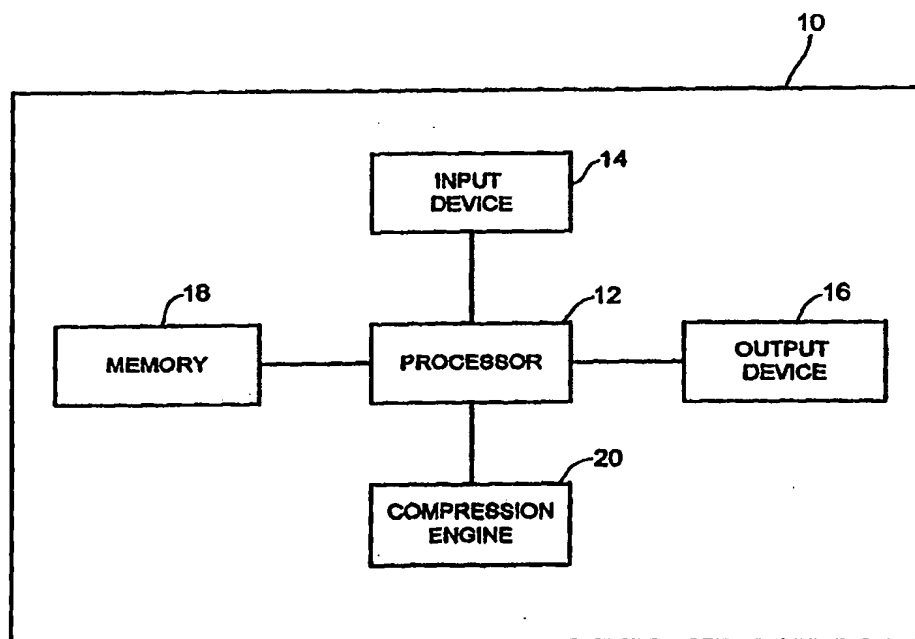 10
INPUT
DEVICE
14
18
MEMORY
12
PROCESSOR
16
OUTPUT
DEVICE
20
COMPRESSION
ENGINE